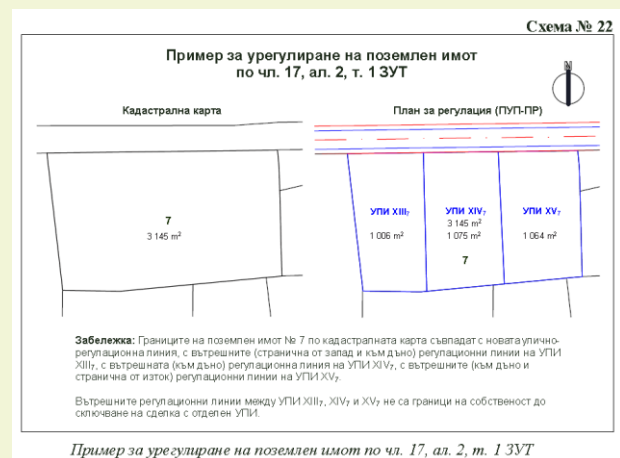 Схема № 22
Пример за урегулиране на поземлен имот
по чл. 17, ал. 2, т. 1 ЗУТ
N
Кадастрална карта
План за регулация (ПУП-ПР)
7
3 145 m²
УПИ XIII₇
1 006 m²
УПИ XIV₇
3 145 m²
1 075 m²
7
УПИ XV₇
1 064 m²
Забележка: Границите на поземлен имот № 7 по кадастралната карта съвпадат с новата улично-
регулационна линия, с вътрешните (странична от запад и към дъно) регулационни линии на УПИ
XIII₇, с вътрешната (към дъно) регулационна линия на УПИ XIV₇, с вътрешните (към дъно и
странична от изток) регулационни линии на УПИ XV₇.
Вътрешните регулационни линии между УПИ XIII₇, XIV₇ и XV₇ не са граници на собственост до
сключване на сделка с отделен УПИ.
Пример за урегулиране на поземлен имот по чл. 17, ал. 2, т. 1 ЗУТ